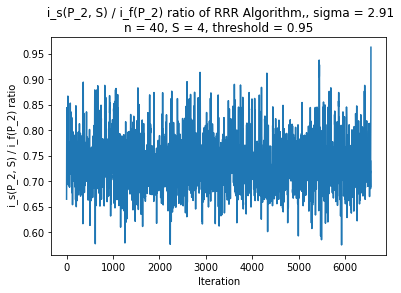 i_s(P_2, S) / i_f(P_2) ratio of RRR Algorithm,, sigma = 2.91
n = 40, S = 4, threshold = 0.95
i_s(P_2, S) / i_f(P_2) ratio
0.95
0.90
0.85
0.80
0.75
0.70
0.65
0.60
0 1000 2000 3000 4000 5000 6000
Iteration